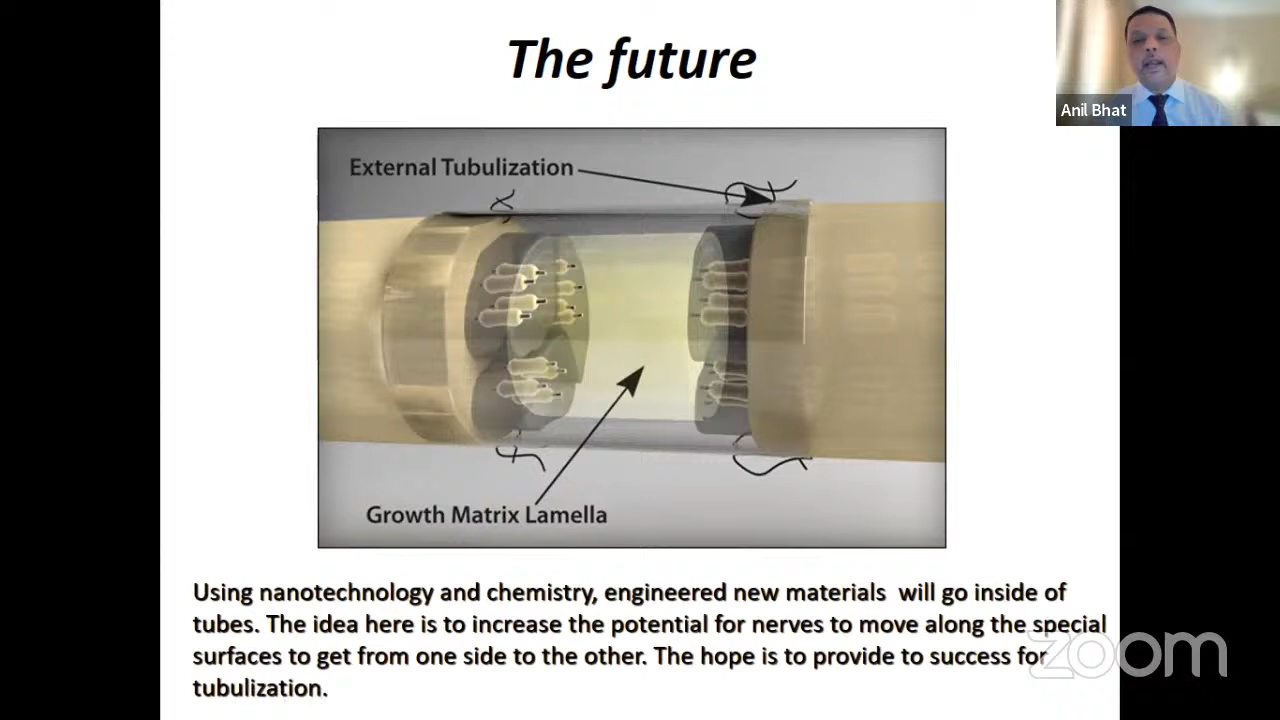 The future
Anil Bhat
External Tubulization
Growth Matrix Lamella
Using nanotechnology and chemistry, engineered new materials  will go inside of
tubes. The idea here is to increase the potential for nerves to move along the special
surfaces to get from one side to the other. The hope is to provide to success for
tubulization.
zoom